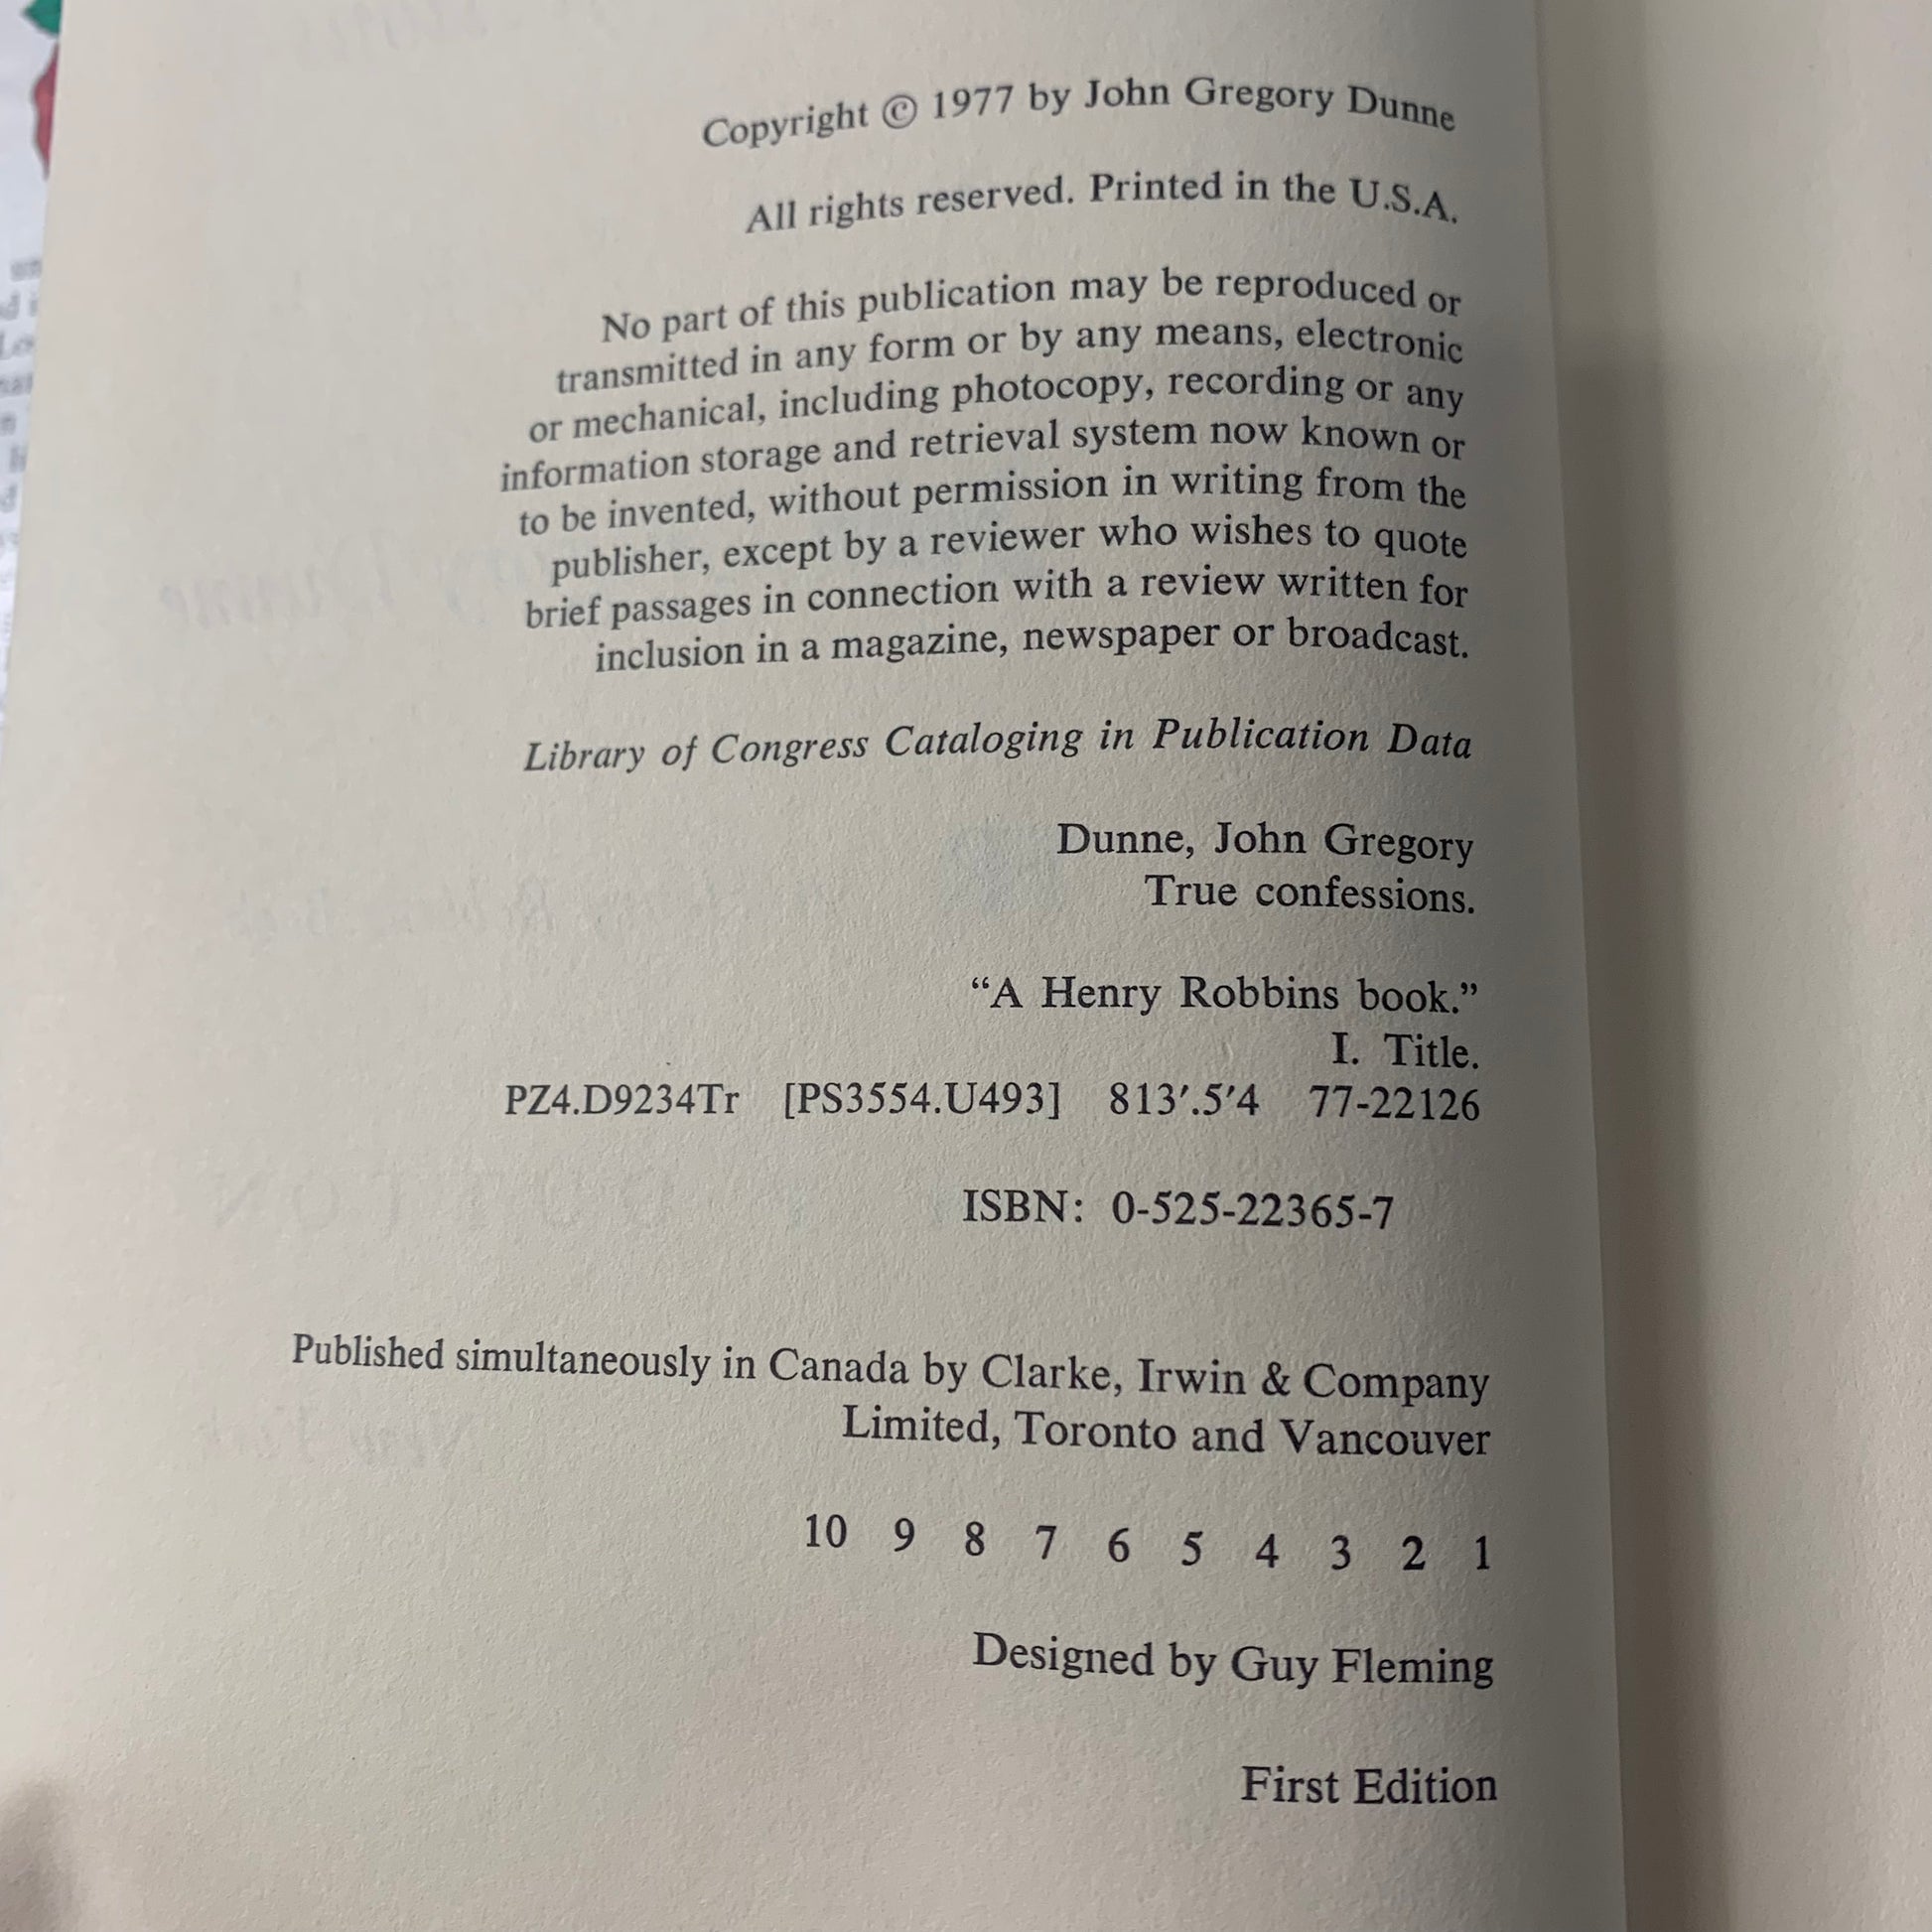 Copyright © 1977 by John Gregory Dunne
All rights reserved. Printed in the U.S.A.
No part of this publication may be reproduced or
transmitted in any form or by any means, electronic
or mechanical, including photocopy, recording or any
information storage and retrieval system now known or
to be invented, without permission in writing from the
publisher, except by a reviewer who wishes to quote
brief passages in connection with a review written for
inclusion in a magazine, newspaper or broadcast.
Library of Congress Cataloging in Publication Data
Dunne, John Gregory
True confessions.
“A Henry Robbins book.”
I. Title.
PZ4.D9234Tr [PS3554.U493] 813′.5′4 77-22126
ISBN: 0-525-22365-7
Published simultaneously in Canada by Clarke, Irwin & Company
Limited, Toronto and Vancouver
10 9 8 7 6 5 4 3 2 1
Designed by Guy Fleming
First Edition